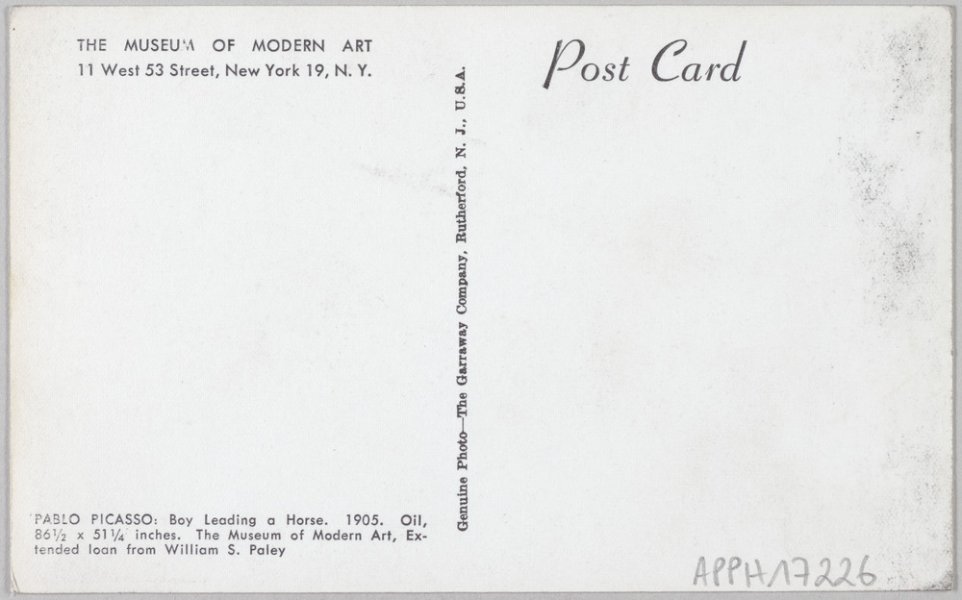 THE MUSEUM OF MODERN ART
11 West 53 Street, New York 19, N. Y.
Post Card
Genuine Photo—The Garraway Company, Rutherford, N. J., U.S.A.
PABLO PICASSO: Boy Leading a Horse. 1905. Oil,
86½ x 51¼ inches. The Museum of Modern Art, Ex-
tended loan from William S. Paley
APPH17226